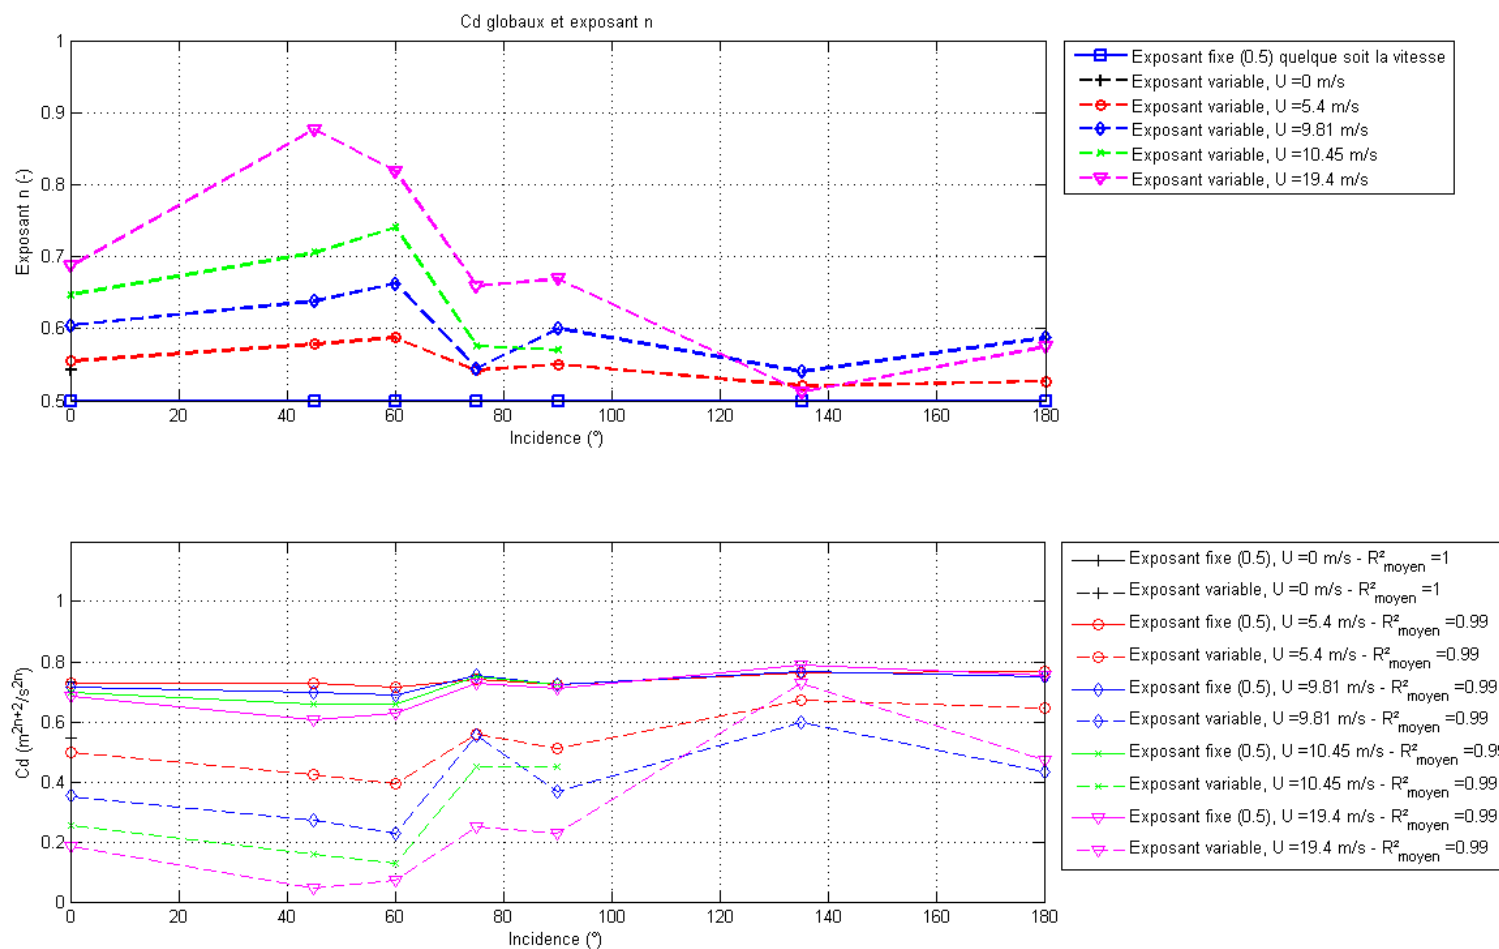 Cd globaux et exposant n
1
0.9
0.8
0.7
0.6
0.5
Exposant n (-)
0 20 40 60 80 100 120 140 160 180
Incidence (°)
Exposant fixe (0.5) quelque soit la vitesse
Exposant variable, U =0 m/s
Exposant variable, U =5.4 m/s
Exposant variable, U =9.81 m/s
Exposant variable, U =10.45 m/s
Exposant variable, U =19.4 m/s
1
0.8
0.6
0.4
0.2
0
Cd (m²ⁿ⁺²/s²ⁿ)
0 20 40 60 80 100 120 140 160 180
Incidence (°)
Exposant fixe (0.5), U =0 m/s - R²moyen =1
Exposant variable, U =0 m/s - R²moyen =1
Exposant fixe (0.5), U =5.4 m/s - R²moyen =0.99
Exposant variable, U =5.4 m/s - R²moyen =0.99
Exposant fixe (0.5), U =9.81 m/s - R²moyen =0.99
Exposant variable, U =9.81 m/s - R²moyen =0.99
Exposant fixe (0.5), U =10.45 m/s - R²moyen =0.9
Exposant variable, U =10.45 m/s - R²moyen =0.99
Exposant fixe (0.5), U =19.4 m/s - R²moyen =0.99
Exposant variable, U =19.4 m/s - R²moyen =0.99